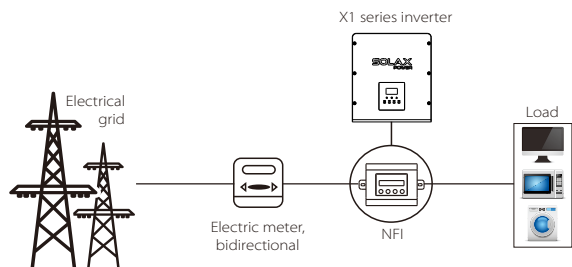 X1 series inverter
SOLAX
POWER
Electrical
grid
Load
Electric meter,
bidirectional
NFI